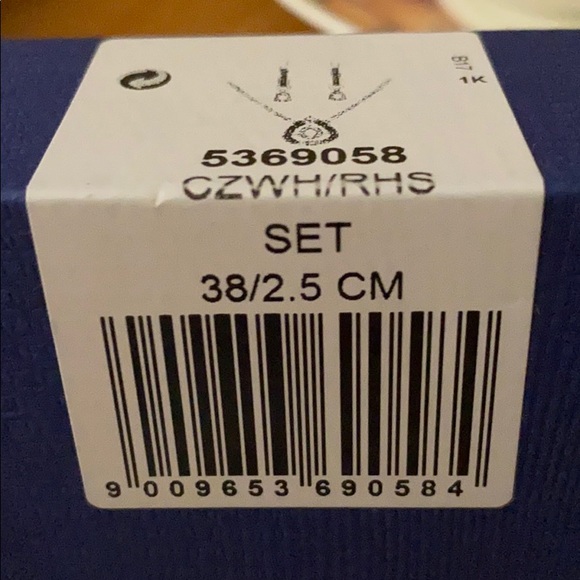 B17
1K
5369058
CZWH/RHS
SET
38/2.5 CM
9 009653 690584